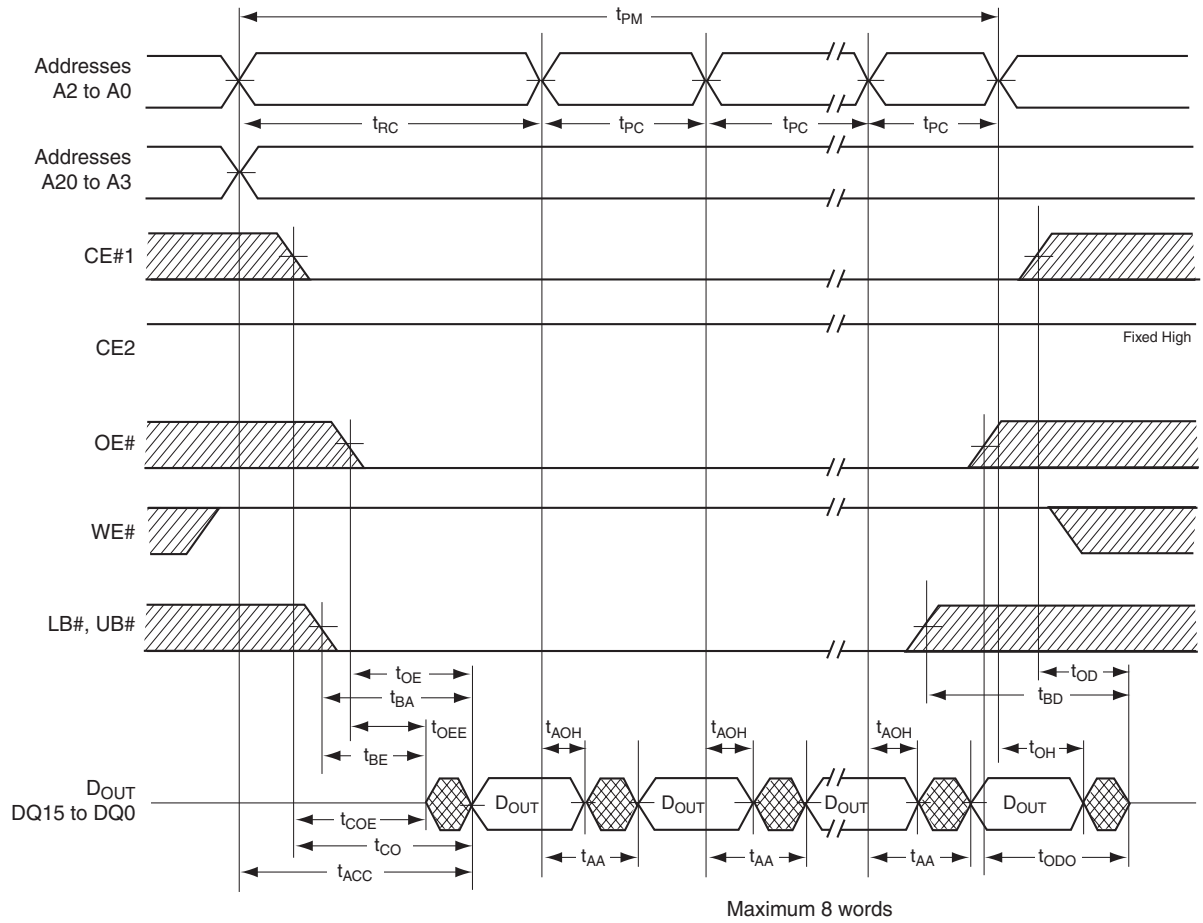 tPM
Addresses
A2 to A0
tRC
tPC
tPC
tPC
Addresses
A20 to A3
CE#1
CE2
Fixed High
OE#
WE#
LB#, UB#
tOE
tOD
tBA
tBD
tOEE
tAOH
tAOH
tAOH
tOH
tBE
DOUT
DQ15 to DQ0
DOUT
DOUT
DOUT
DOUT
tCOE
tCO
tAA
tAA
tAA
tODO
tACC
Maximum 8 words